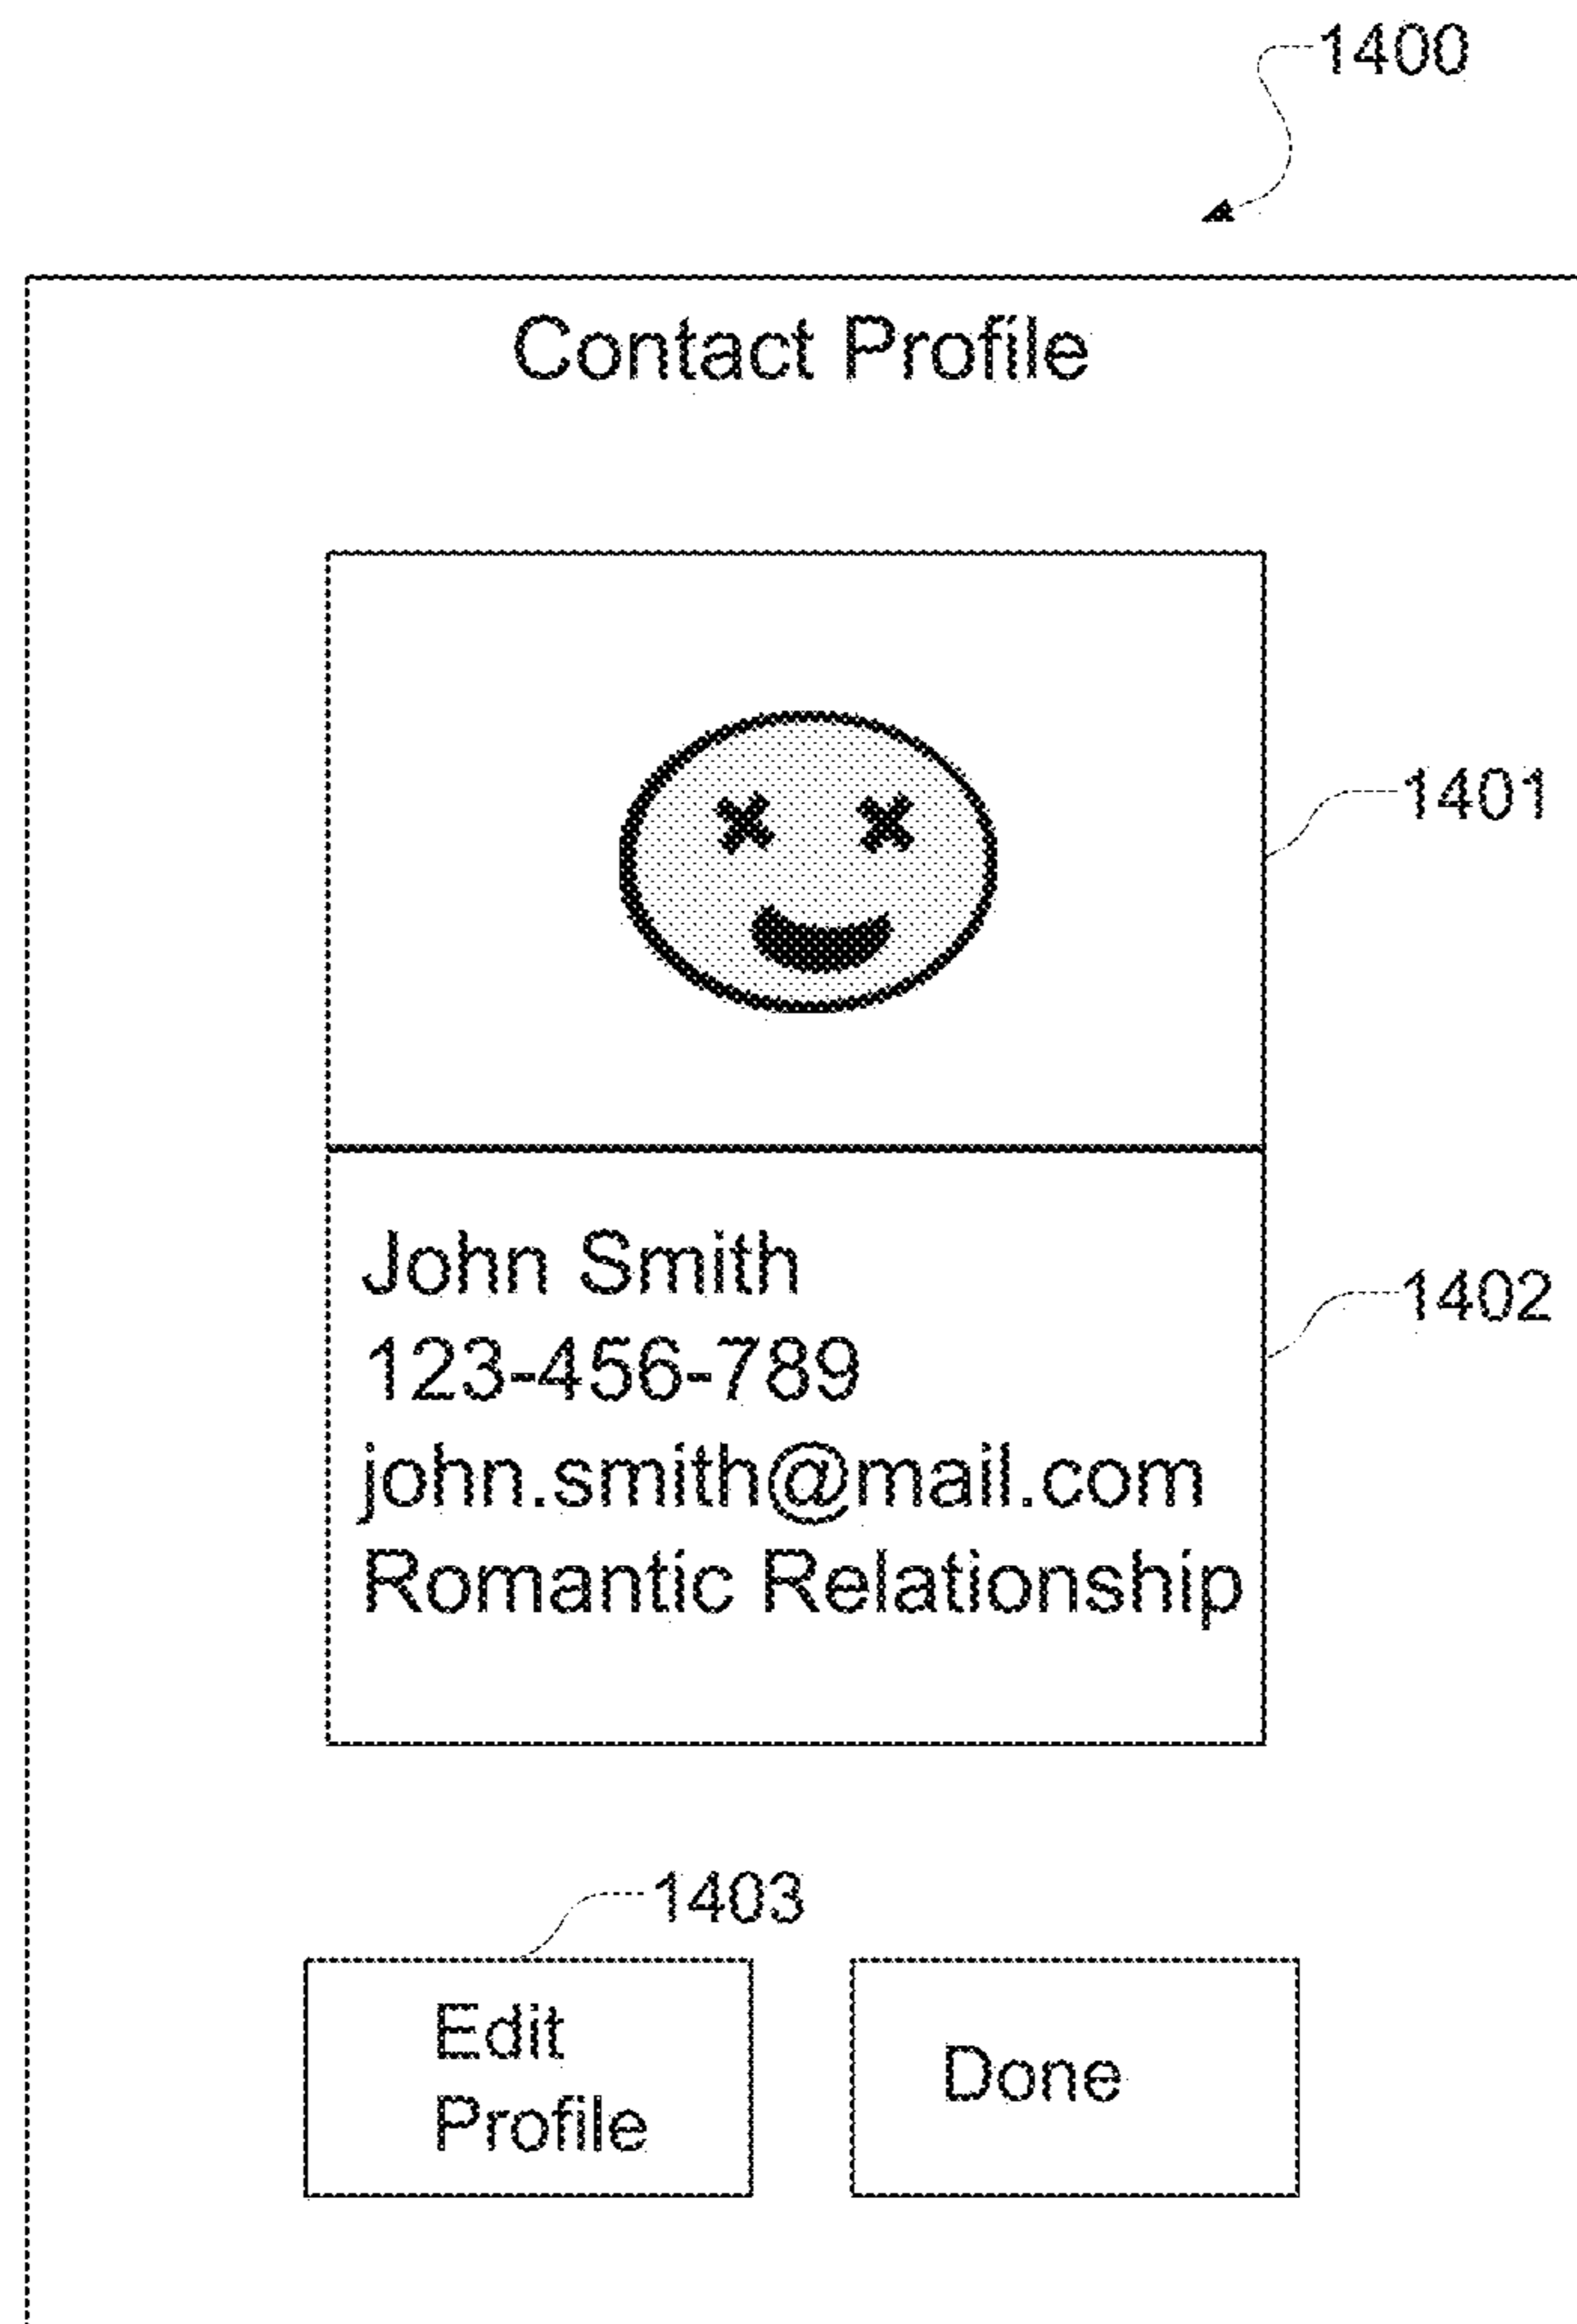 1400
Contact Profile
1401
John Smith
1402
123-456-789
john.smith@mail.com
Romantic Relationship
1403
Edit
Profile
Done